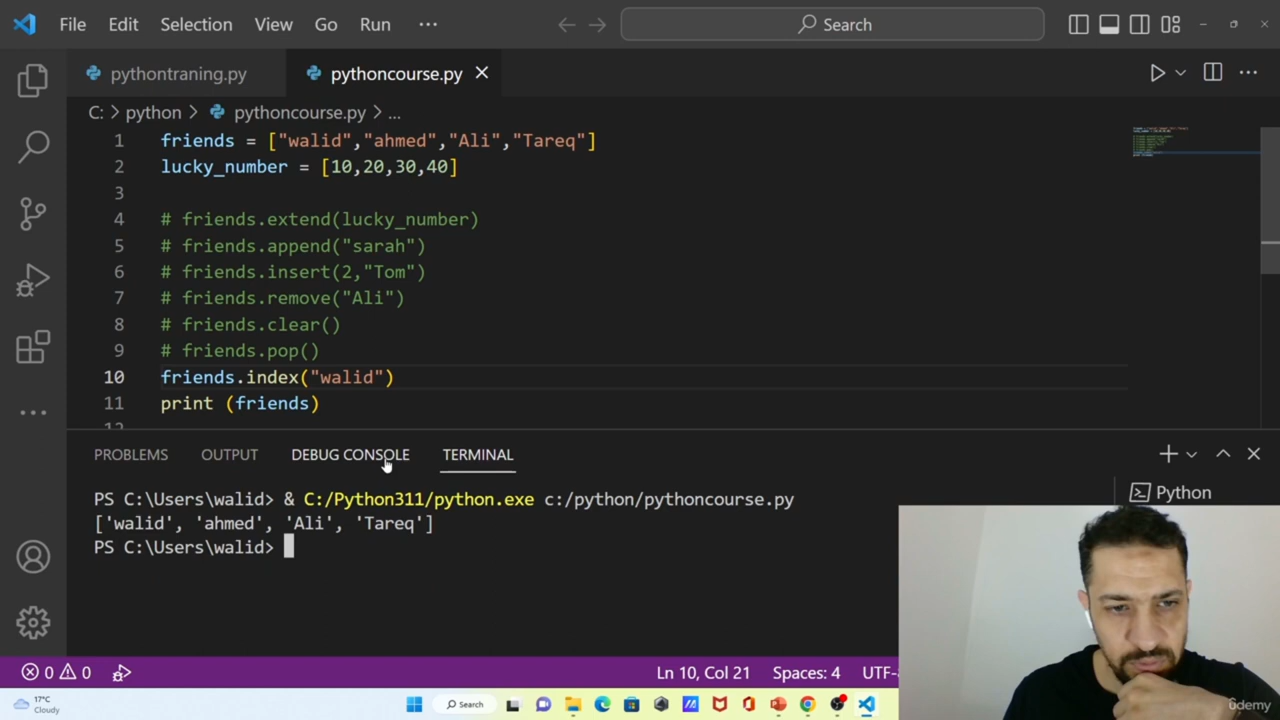 File Edit Selection View Go Run ··· Search
pythontraning.py pythoncourse.py
C: > python > pythoncourse.py > ...
1 friends = ["walid","ahmed","Ali","Tareq"]
2 lucky_number = [10,20,30,40]
3
4 # friends.extend(lucky_number)
5 # friends.append("sarah")
6 # friends.insert(2,"Tom")
7 # friends.remove("Ali")
8 # friends.clear()
9 # friends.pop()
10 friends.index("walid")
11 print (friends)
12
PROBLEMS OUTPUT DEBUG CONSOLE TERMINAL
PS C:\Users\walid> & C:/Python311/python.exe c:/python/pythoncourse.py
['walid', 'ahmed', 'Ali', 'Tareq']
PS C:\Users\walid>
Python
0 0 Ln 10, Col 21 Spaces: 4 UTF-
17°C
Cloudy
Search
Udemy